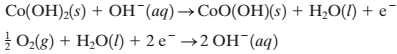 Co(OH)₂(s) + OH⁻(aq) → CoO(OH)(s) + H₂O(l) + e⁻
½ O₂(g) + H₂O(l) + 2 e⁻ → 2 OH⁻(aq)